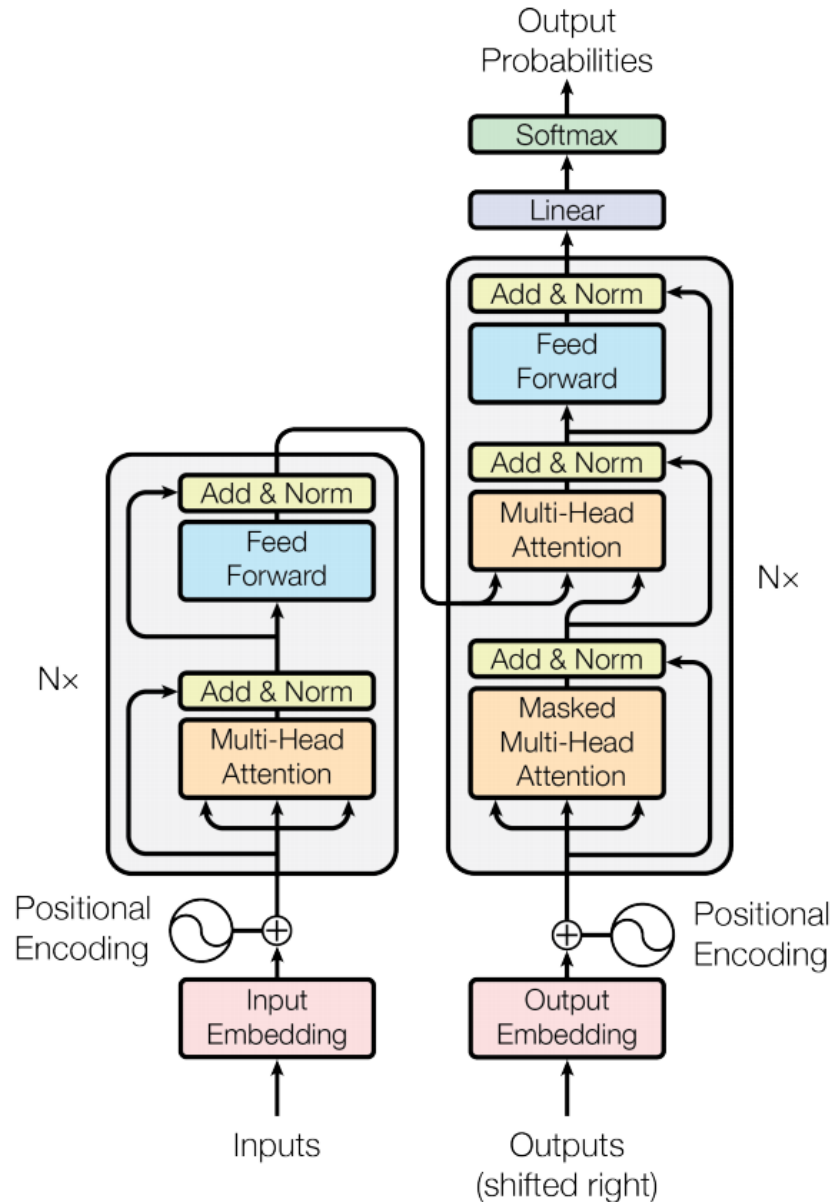 Output
Probabilities
Softmax
Linear
Add & Norm
Feed
Forward
Add & Norm
Multi-Head
Attention
Add & Norm
Masked
Multi-Head
Attention
N×
Add & Norm
Feed
Forward
Add & Norm
Multi-Head
Attention
N×
Positional
Encoding
Positional
Encoding
Input
Embedding
Output
Embedding
Inputs
Outputs
(shifted right)